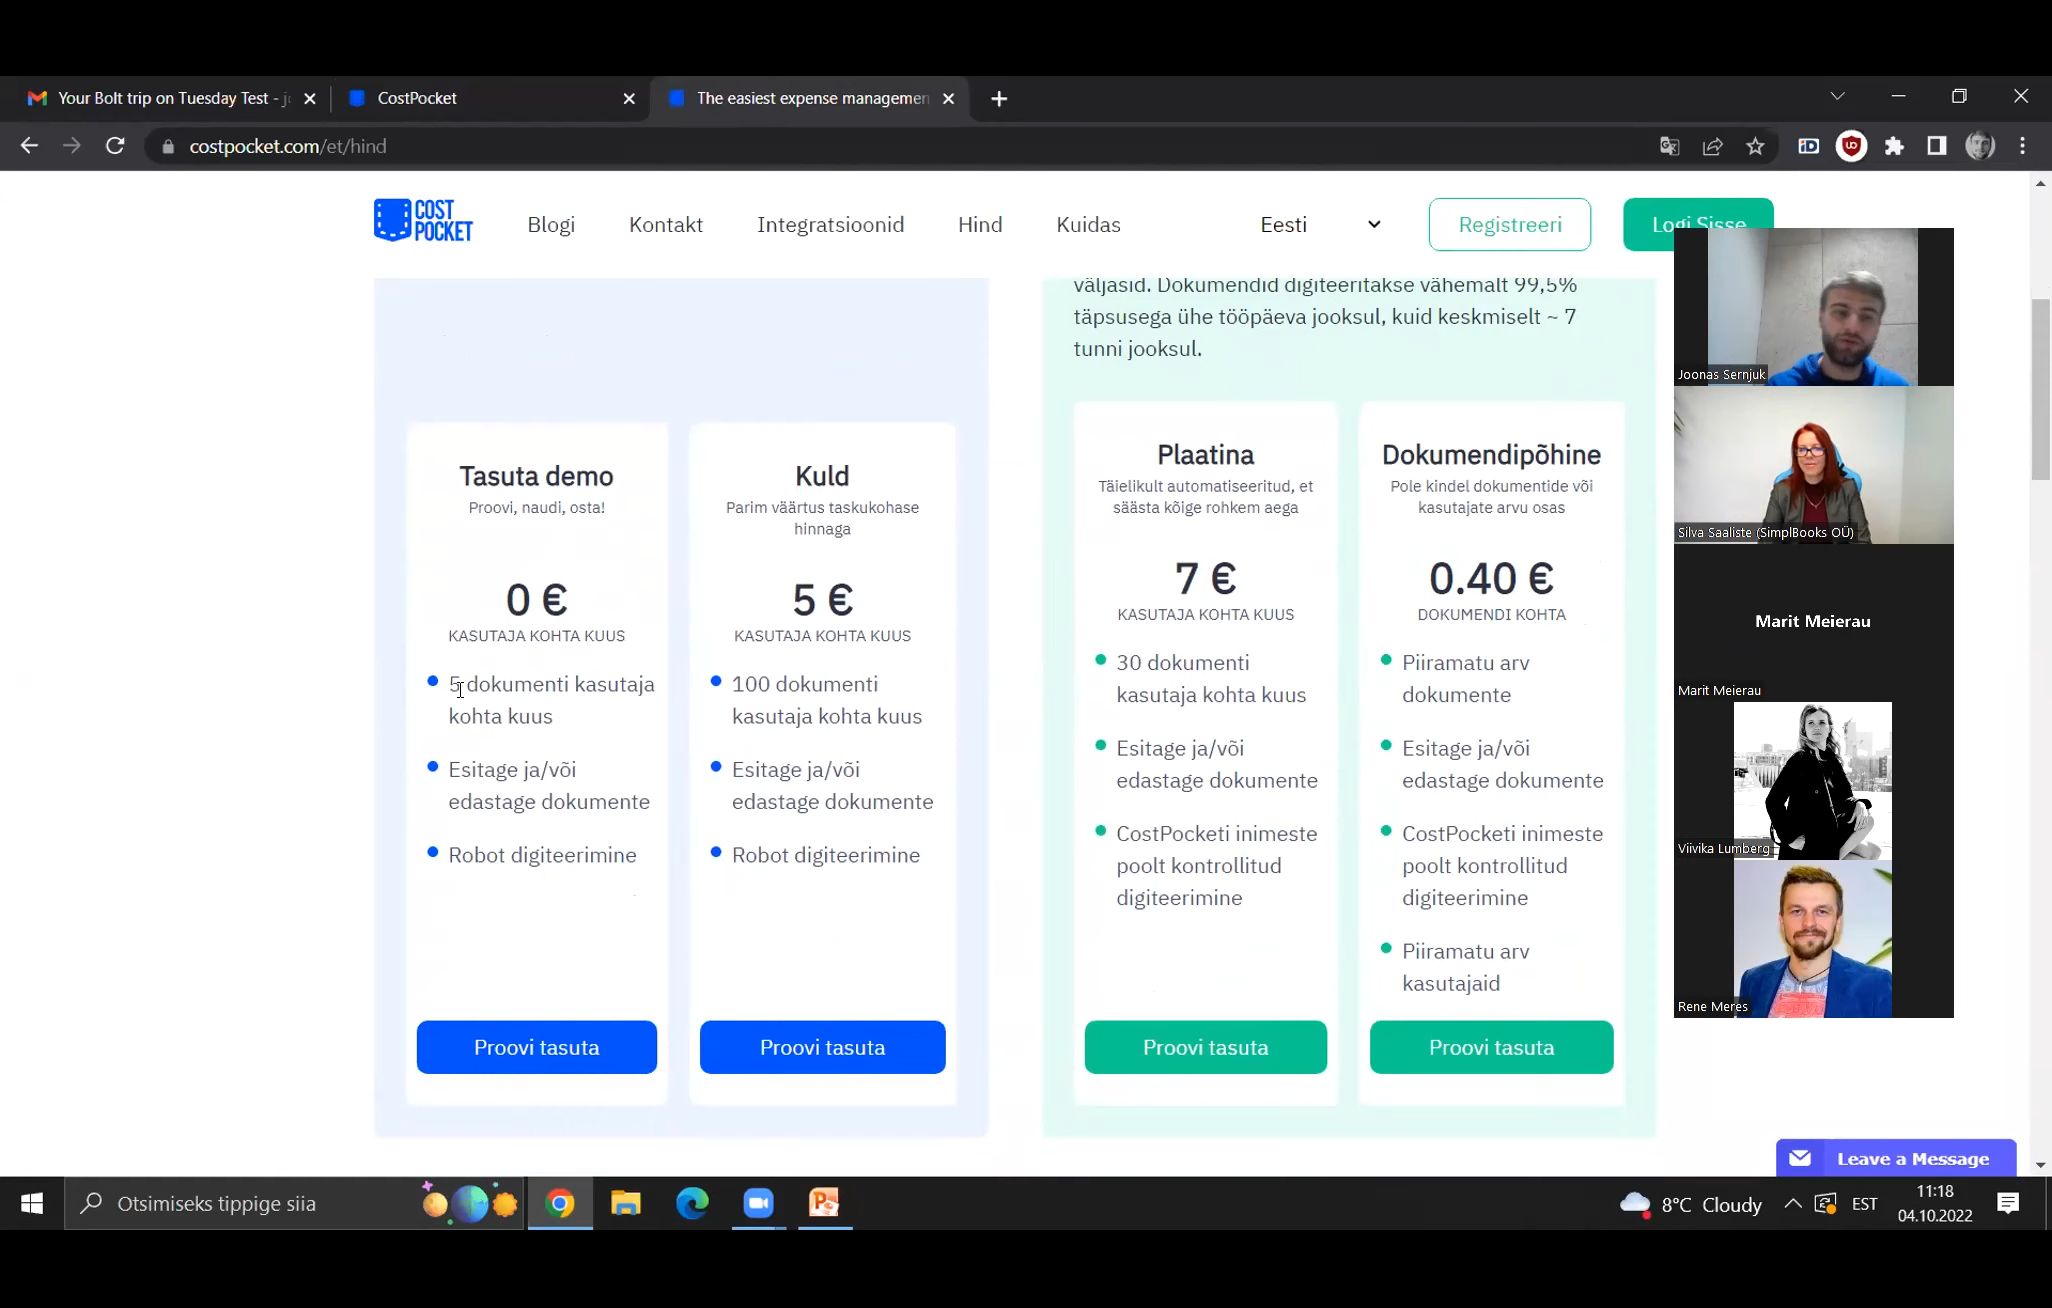 Your Bolt trip on Tuesday Test - j
CostPocket
The easiest expense managemen
costpocket.com/et/hind
COST
POCKET
Blogi
Kontakt
Integratsioonid
Hind
Kuidas
Eesti
Registreeri
Logi Sisse
väljasid. Dokumendid digiteeritakse vähemalt 99,5%
täpsusega ühe tööpäeva jooksul, kuid keskmiselt ~ 7
tunni jooksul.
Tasuta demo
Proovi, naudi, osta!
0 €
KASUTAJA KOHTA KUUS
5 dokumenti kasutaja
kohta kuus
Esitage ja/või
edastage dokumente
Robot digiteerimine
Proovi tasuta
Kuld
Parim väärtus taskukohase
hinnaga
5 €
KASUTAJA KOHTA KUUS
100 dokumenti
kasutaja kohta kuus
Esitage ja/või
edastage dokumente
Robot digiteerimine
Proovi tasuta
Plaatina
Täielikult automatiseeritud, et
säästa kõige rohkem aega
7 €
KASUTAJA KOHTA KUUS
30 dokumenti
kasutaja kohta kuus
Esitage ja/või
edastage dokumente
CostPocketi inimeste
poolt kontrollitud
digiteerimine
Proovi tasuta
Dokumendipõhine
Pole kindel dokumentide või
kasutajate arvu osas
0.40 €
DOKUMENDI KOHTA
Piiramatu arv
dokumente
Esitage ja/või
edastage dokumente
CostPocketi inimeste
poolt kontrollitud
digiteerimine
Piiramatu arv
kasutajaid
Proovi tasuta
Joonas Sernjuk
Silva Saaliste (SimplBooks OÜ)
Marit Meierau
Marit Meierau
Viivika Lumberg
Rene Meres
Leave a Message
Otsimiseks tippige siia
8°C Cloudy
EST
11:18
04.10.2022